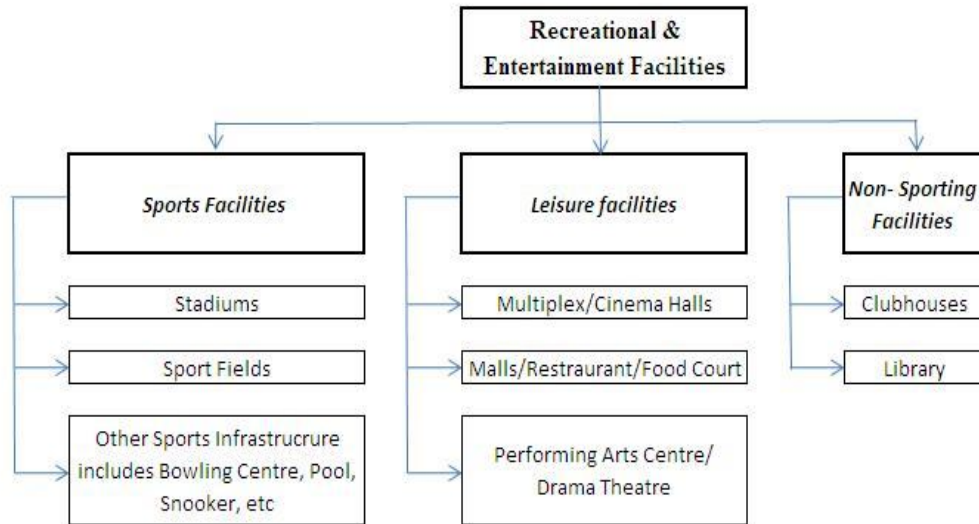 Recreational &
Entertainment Facilities
Sports Facilities
Leisure facilities
Non- Sporting
Facilities
Stadiums
Multiplex/Cinema Halls
Clubhouses
Sport Fields
Malls/Restraurant/Food Court
Library
Other Sports Infrastrucrure
includes Bowling Centre, Pool,
Snooker, etc
Performing Arts Centre/
Drama Theatre